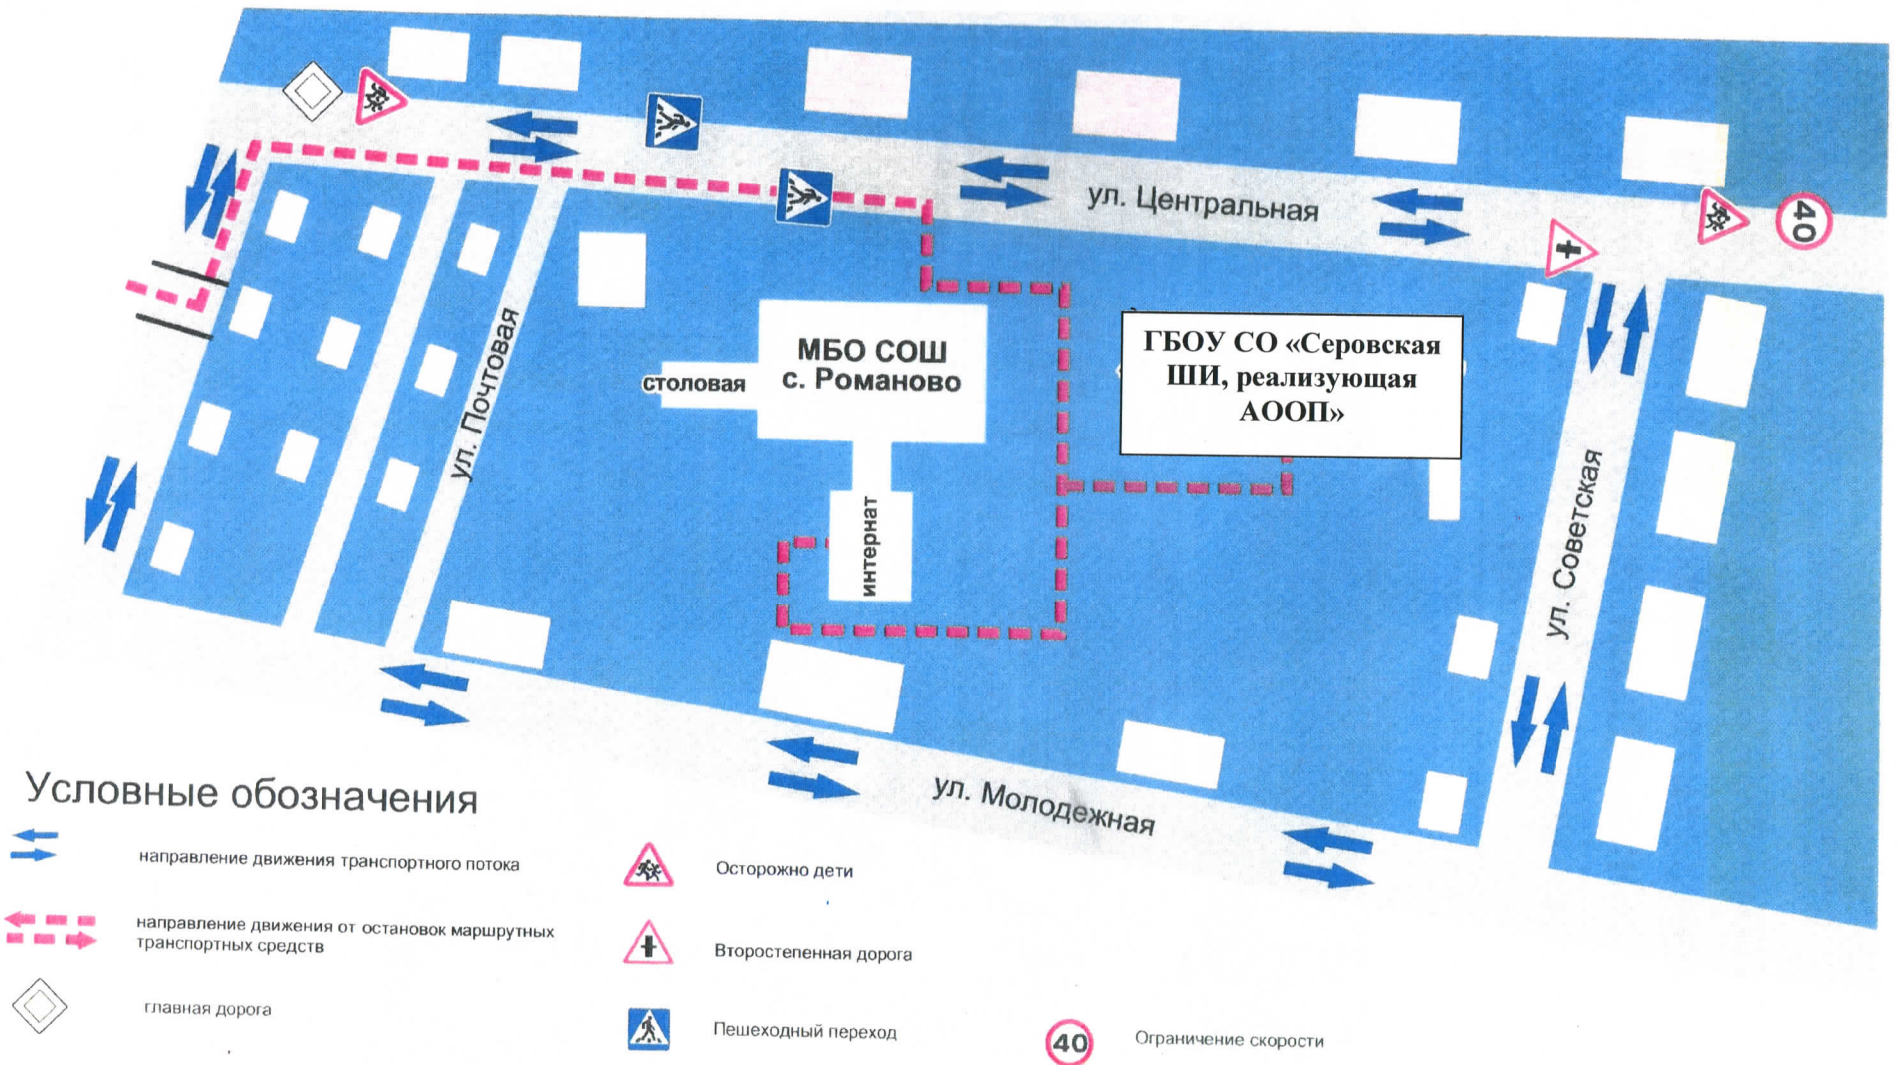 ул. Центральная
40
ул. Почтовая
МБО СОШ
с. Романово
столовая
интернат
ГБОУ СО «Серовская
ШИ, реализующая
АООП»
ул. Советская
ул. Молодежная
Условные обозначения
направление движения транспортного потока
направление движения от остановок маршрутных
транспортных средств
главная дорога
Осторожно дети
Второстепенная дорога
Пешеходный переход
40
Ограничение скорости